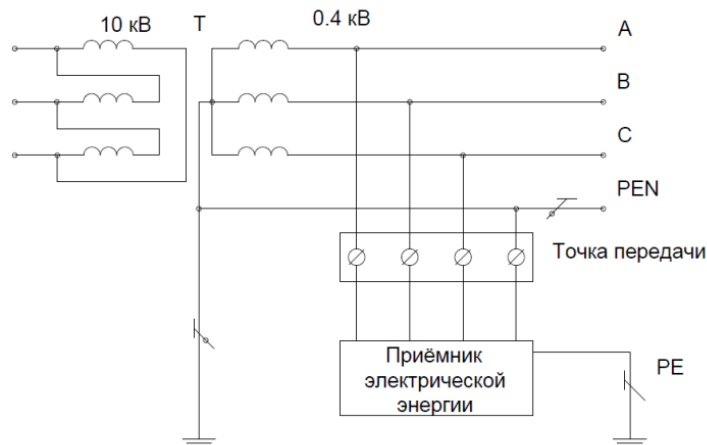 10 кВ
T
0.4 кВ
A
B
C
PEN
Точка передачи
Приёмник
электрической
энергии
PE